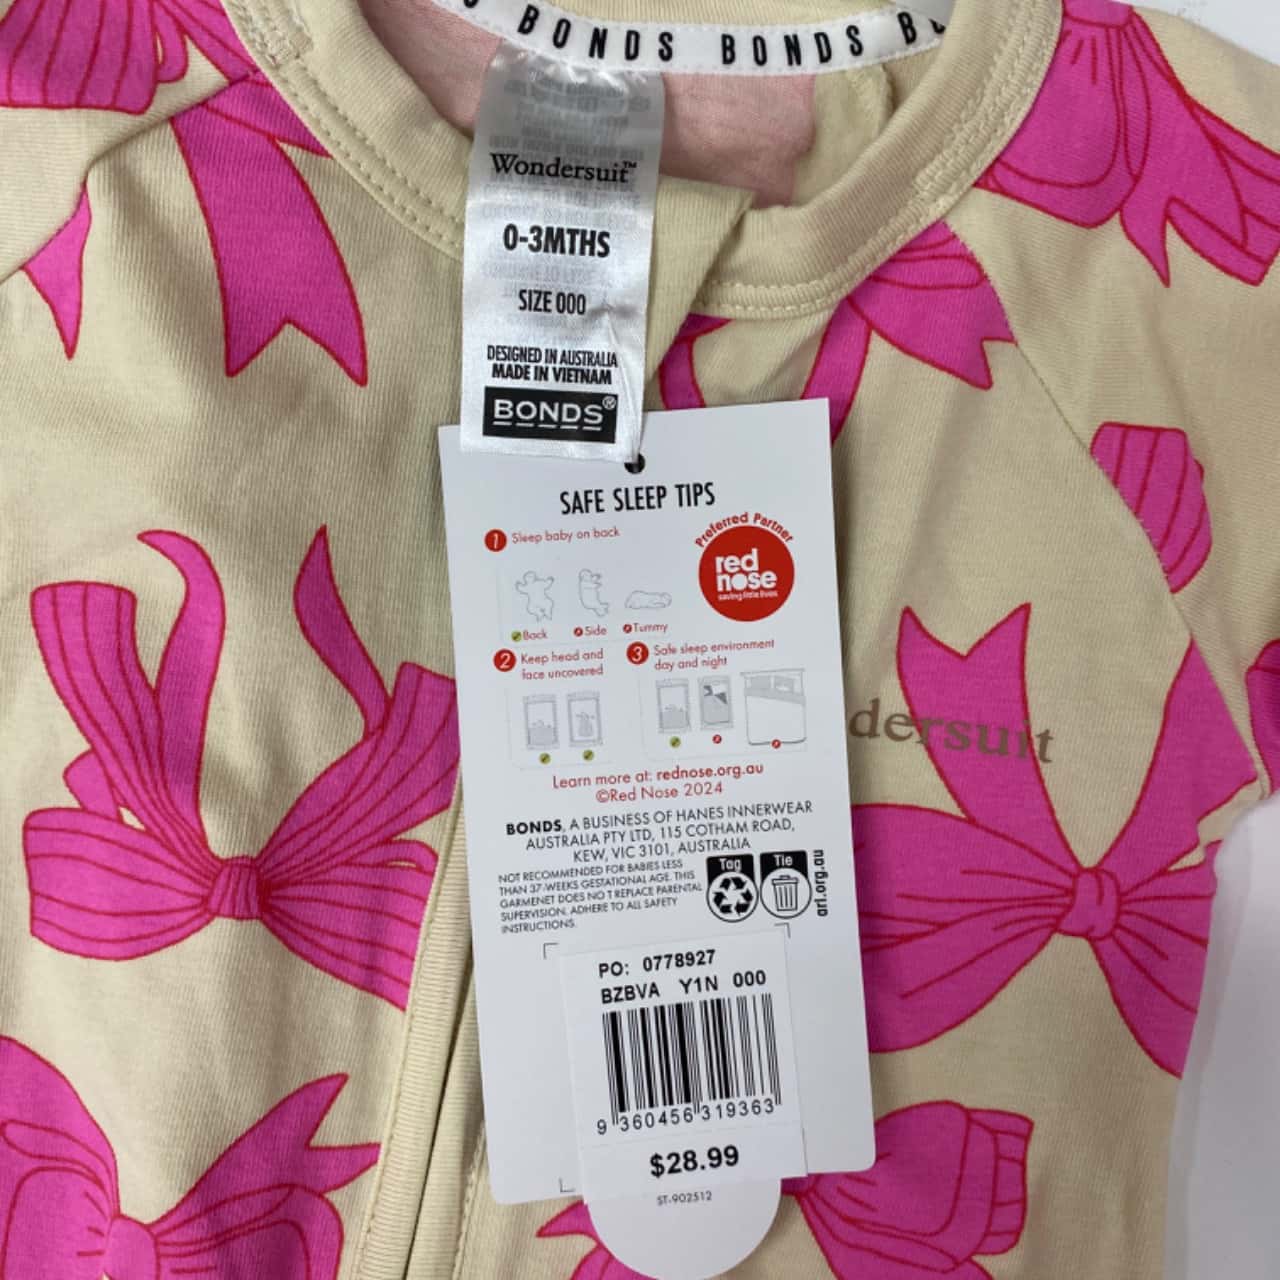 BONDS BONDS B
Wondersuit™
0-3MTHS
SIZE 000
DESIGNED IN AUSTRALIA
MADE IN VIETNAM
BONDS®
SAFE SLEEP TIPS
1 Sleep baby on back
Back Side Tummy
Preferred Partner
red
nose
saving little lives
2 Keep head and
face uncovered
3 Safe sleep environment
day and night
Learn more at: rednose.org.au
©Red Nose 2024
BONDS, A BUSINESS OF HANES INNERWEAR
AUSTRALIA PTY LTD, 115 COTHAM ROAD,
KEW, VIC 3101, AUSTRALIA
NOT RECOMMENDED FOR BABIES LESS
THAN 37-WEEKS GESTATIONAL AGE. THIS
GARMENET DOES NO T REPLACE PARENTAL
SUPERVISION. ADHERE TO ALL SAFETY
INSTRUCTIONS.
Tag Tie
arl.org.au
PO: 0778927
BZBVA Y1N 000
9 360456 319363
$28.99
ST-902512
dersuit